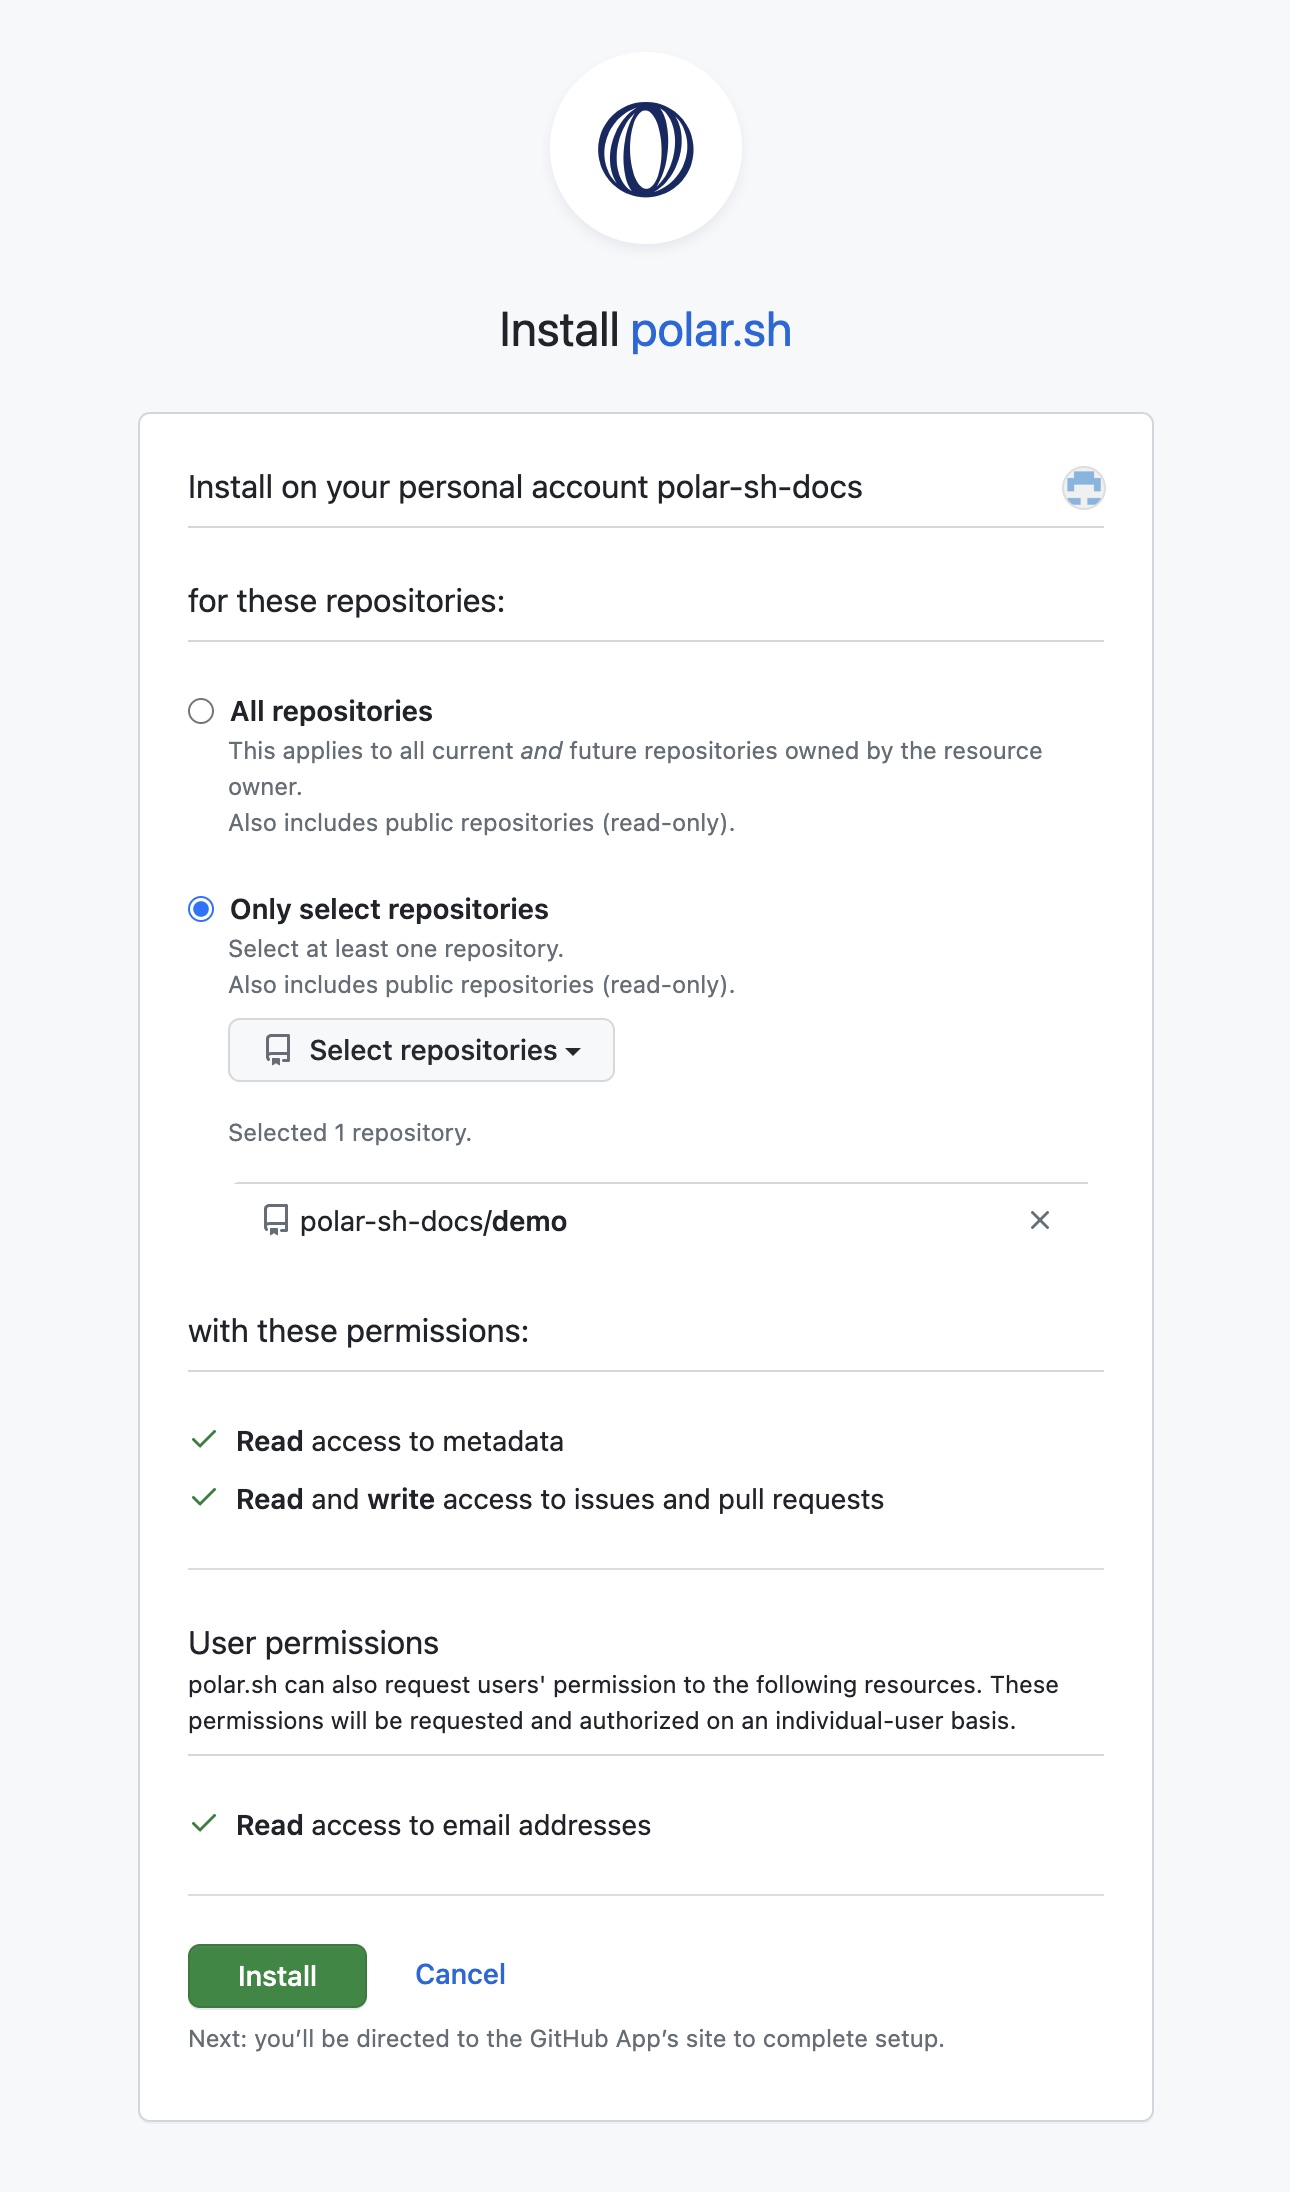 Install polar.sh
Install on your personal account polar-sh-docs
for these repositories:
All repositories
This applies to all current and future repositories owned by the resource
owner.
Also includes public repositories (read-only).
Only select repositories
Select at least one repository.
Also includes public repositories (read-only).
Select repositories
Selected 1 repository.
polar-sh-docs/demo
with these permissions:
Read access to metadata
Read and write access to issues and pull requests
User permissions
polar.sh can also request users' permission to the following resources. These
permissions will be requested and authorized on an individual-user basis.
Read access to email addresses
Install Cancel
Next: you’ll be directed to the GitHub App’s site to complete setup.